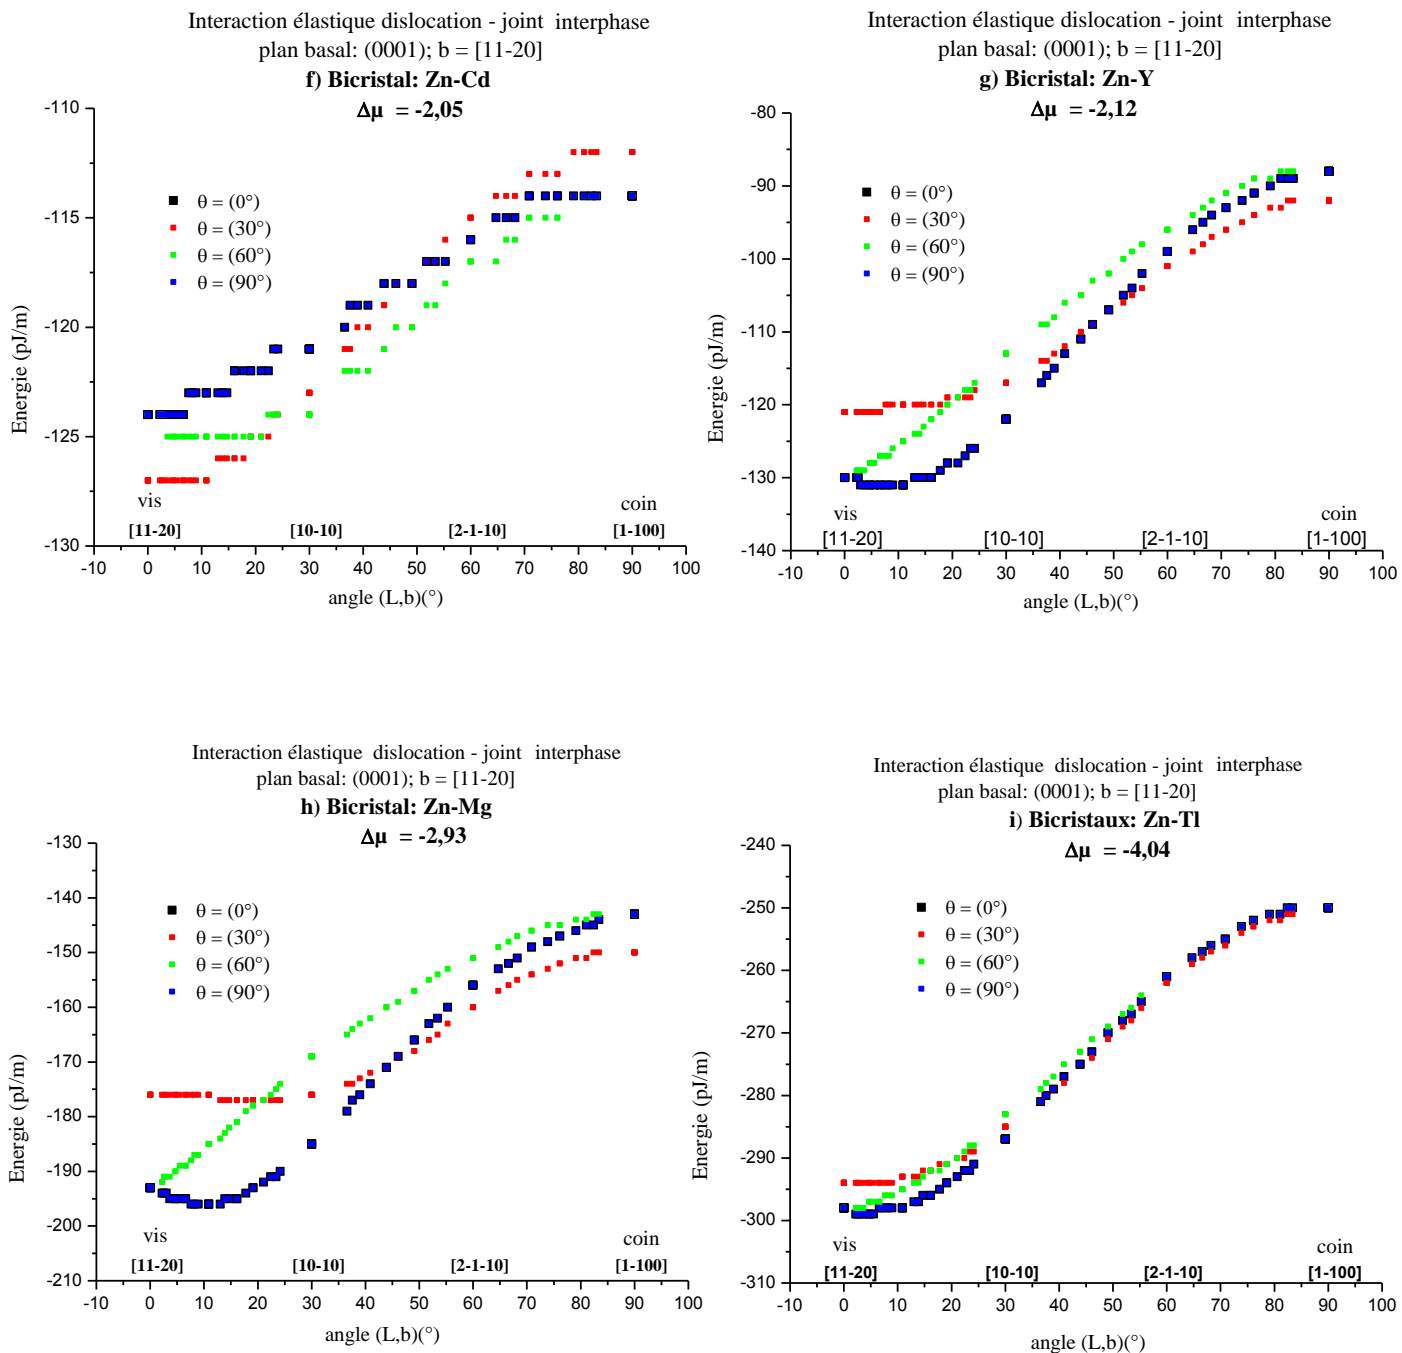 Interaction élastique dislocation - joint interphase
plan basal: (0001); b = [11-20]
f) Bicristal: Zn-Cd
Δμ = -2,05
-110
-115
-120
-125
-130
Energie (pJ/m)
θ = (0°)
θ = (30°)
θ = (60°)
θ = (90°)
vis
coin
[11-20]
[10-10]
[2-1-10]
[1-100]
-10 0 10 20 30 40 50 60 70 80 90 100
angle (L,b)(°)
Interaction élastique dislocation - joint interphase
plan basal: (0001); b = [11-20]
g) Bicristal: Zn-Y
Δμ = -2,12
-80
-90
-100
-110
-120
-130
-140
Energie (pJ/m)
θ = (0°)
θ = (30°)
θ = (60°)
θ = (90°)
vis
coin
[11-20]
[10-10]
[2-1-10]
[1-100]
-10 0 10 20 30 40 50 60 70 80 90 100
angle (L,b)(°)
Interaction élastique dislocation - joint interphase
plan basal: (0001); b = [11-20]
h) Bicristal: Zn-Mg
Δμ = -2,93
-130
-140
-150
-160
-170
-180
-190
-200
-210
Energie (pJ/m)
θ = (0°)
θ = (30°)
θ = (60°)
θ = (90°)
vis
coin
[11-20]
[10-10]
[2-1-10]
[1-100]
-10 0 10 20 30 40 50 60 70 80 90 100
angle (L,b)(°)
Interaction élastique dislocation - joint interphase
plan basal: (0001); b = [11-20]
i) Bicristaux: Zn-Tl
Δμ = -4,04
-240
-250
-260
-270
-280
-290
-300
-310
Energie (pJ/m)
θ = (0°)
θ = (30°)
θ = (60°)
θ = (90°)
vis
coin
[11-20]
[10-10]
[2-1-10]
[1-100]
-10 0 10 20 30 40 50 60 70 80 90 100
angle (L,b)(°)